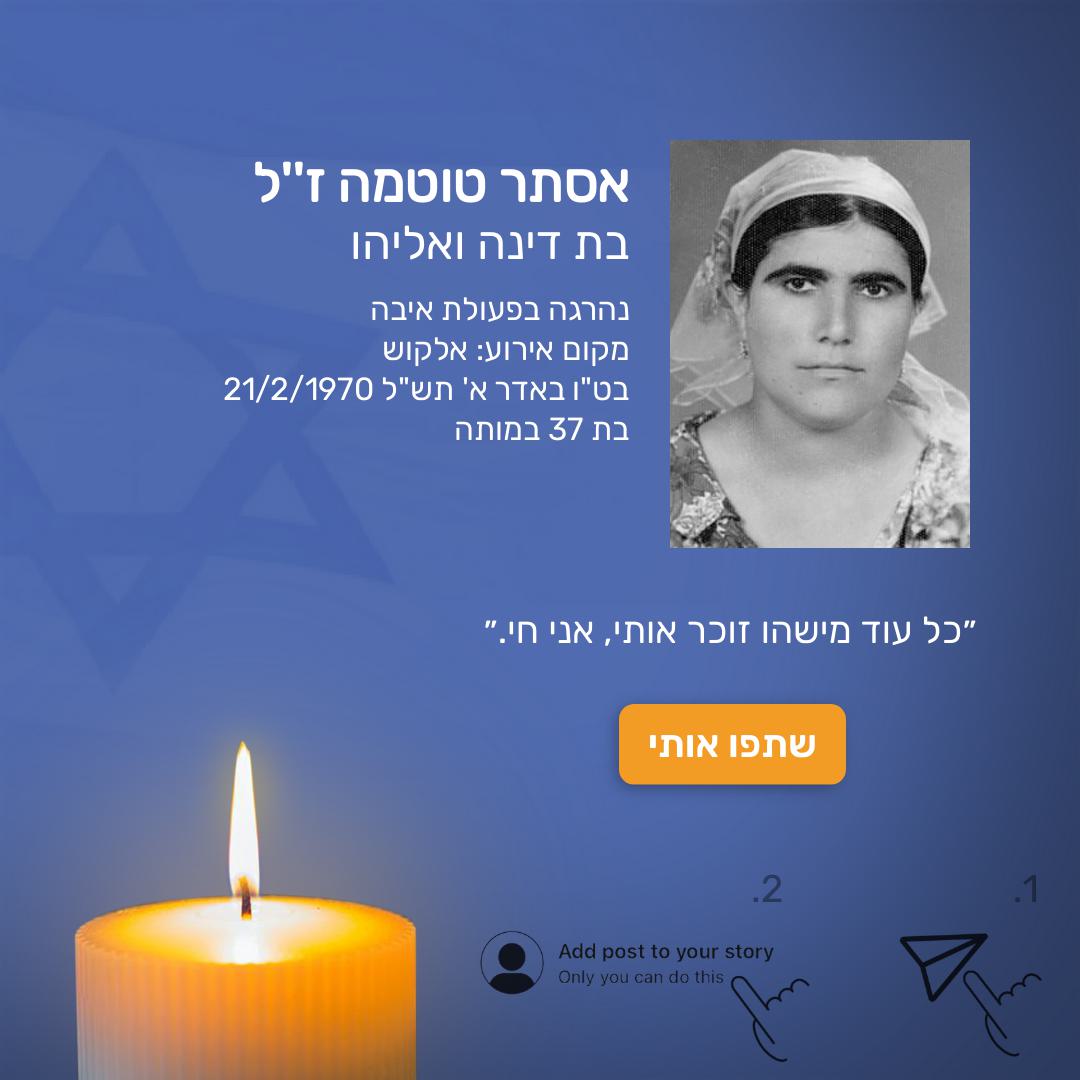 אסתר טוטמה ז"ל
בת דינה ואליהו
נהרגה בפעולת איבה
מקום אירוע: אלקוש
בט"ו באדר א' תש"ל 21/2/1970
בת 37 במותה
״כל עוד מישהו זוכר אותי, אני חי.״
שתפו אותי
1.
2.
Add post to your story
Only you can do this